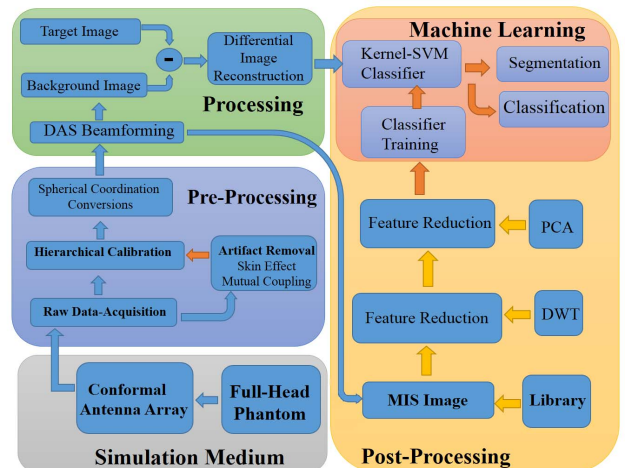 Target Image
-
Background Image
Differential
Image
Reconstruction
Processing
DAS Beamforming
Machine Learning
Kernel-SVM
Classifier
Segmentation
Classification
Classifier
Training
Spherical Coordination
Conversions
Pre-Processing
Hierarchical Calibration
Artifact Removal
Skin Effect
Mutual Coupling
Raw Data-Acquisition
Feature Reduction
PCA
Feature Reduction
DWT
MIS Image
Library
Post-Processing
Conformal
Antenna Array
Full-Head
Phantom
Simulation Medium